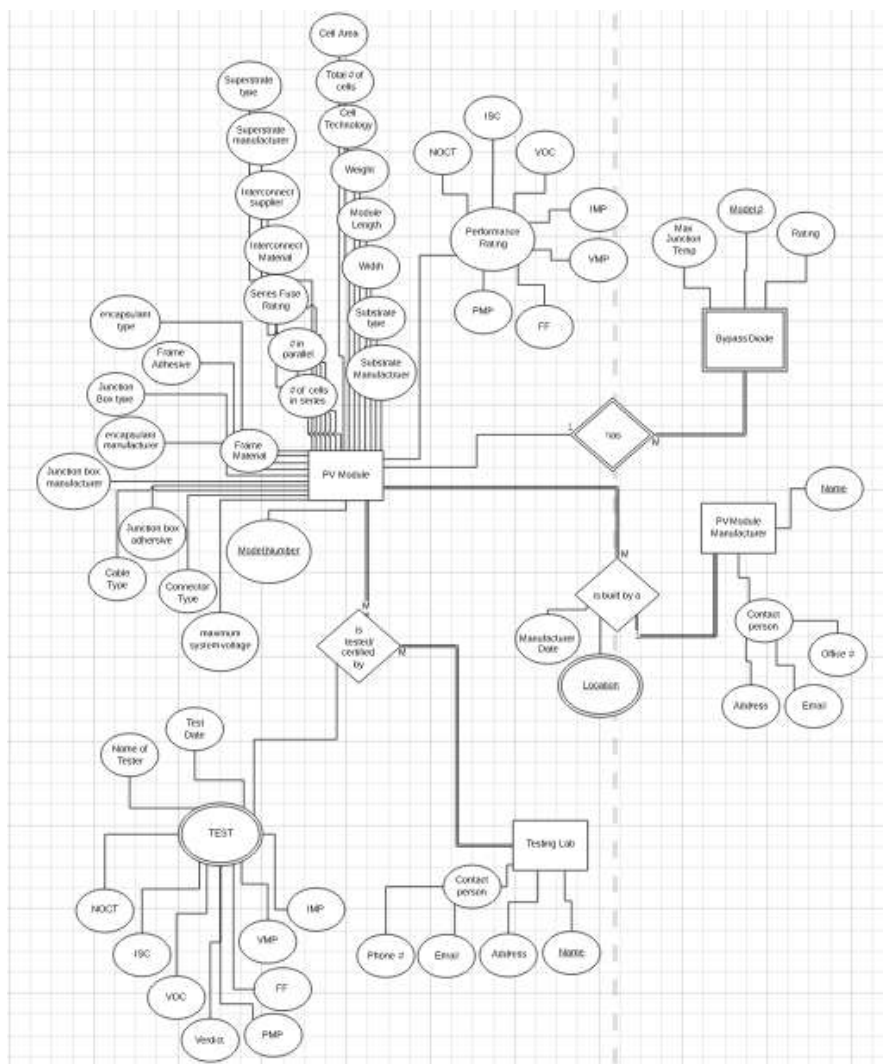 Cell Area
Total # of
cells
Cell
Technology
Weight
Module
Length
Width
Substrate
type
Substrate
Manufactruer
Superstrate
type
Superstrate
manufacturer
Interconnect
supplier
Interconnect
Material
Series Fuse
Rating
# in
parallel
# of cells
in series
encapsulant
type
Frame
Adhesive
Junction
Box type
encapsulant
manufacturer
Frame
Material
Junction box
manufacturer
Junction box
adhersive
Cable
Type
Connector
Type
maximum
system voltage
Model Number
PV Module
ISC
NOCT
VOC
Performance
Rating
IMP
VMP
PMP
FF
Max
Junction
Temp
Model #
Rating
Bypass Diode
1
has
M
PV Module
Manufacturer
Name
M
is built by a
1
Manufacturer
Date
Location
Contact
person
Office #
Address
Email
M
is
tested/
certified
by
M
Test
Date
Name of
Tester
TEST
NOCT
ISC
VOC
Verdict
PMP
FF
VMP
IMP
Testing Lab
Contact
person
Phone #
Email
Address
Name